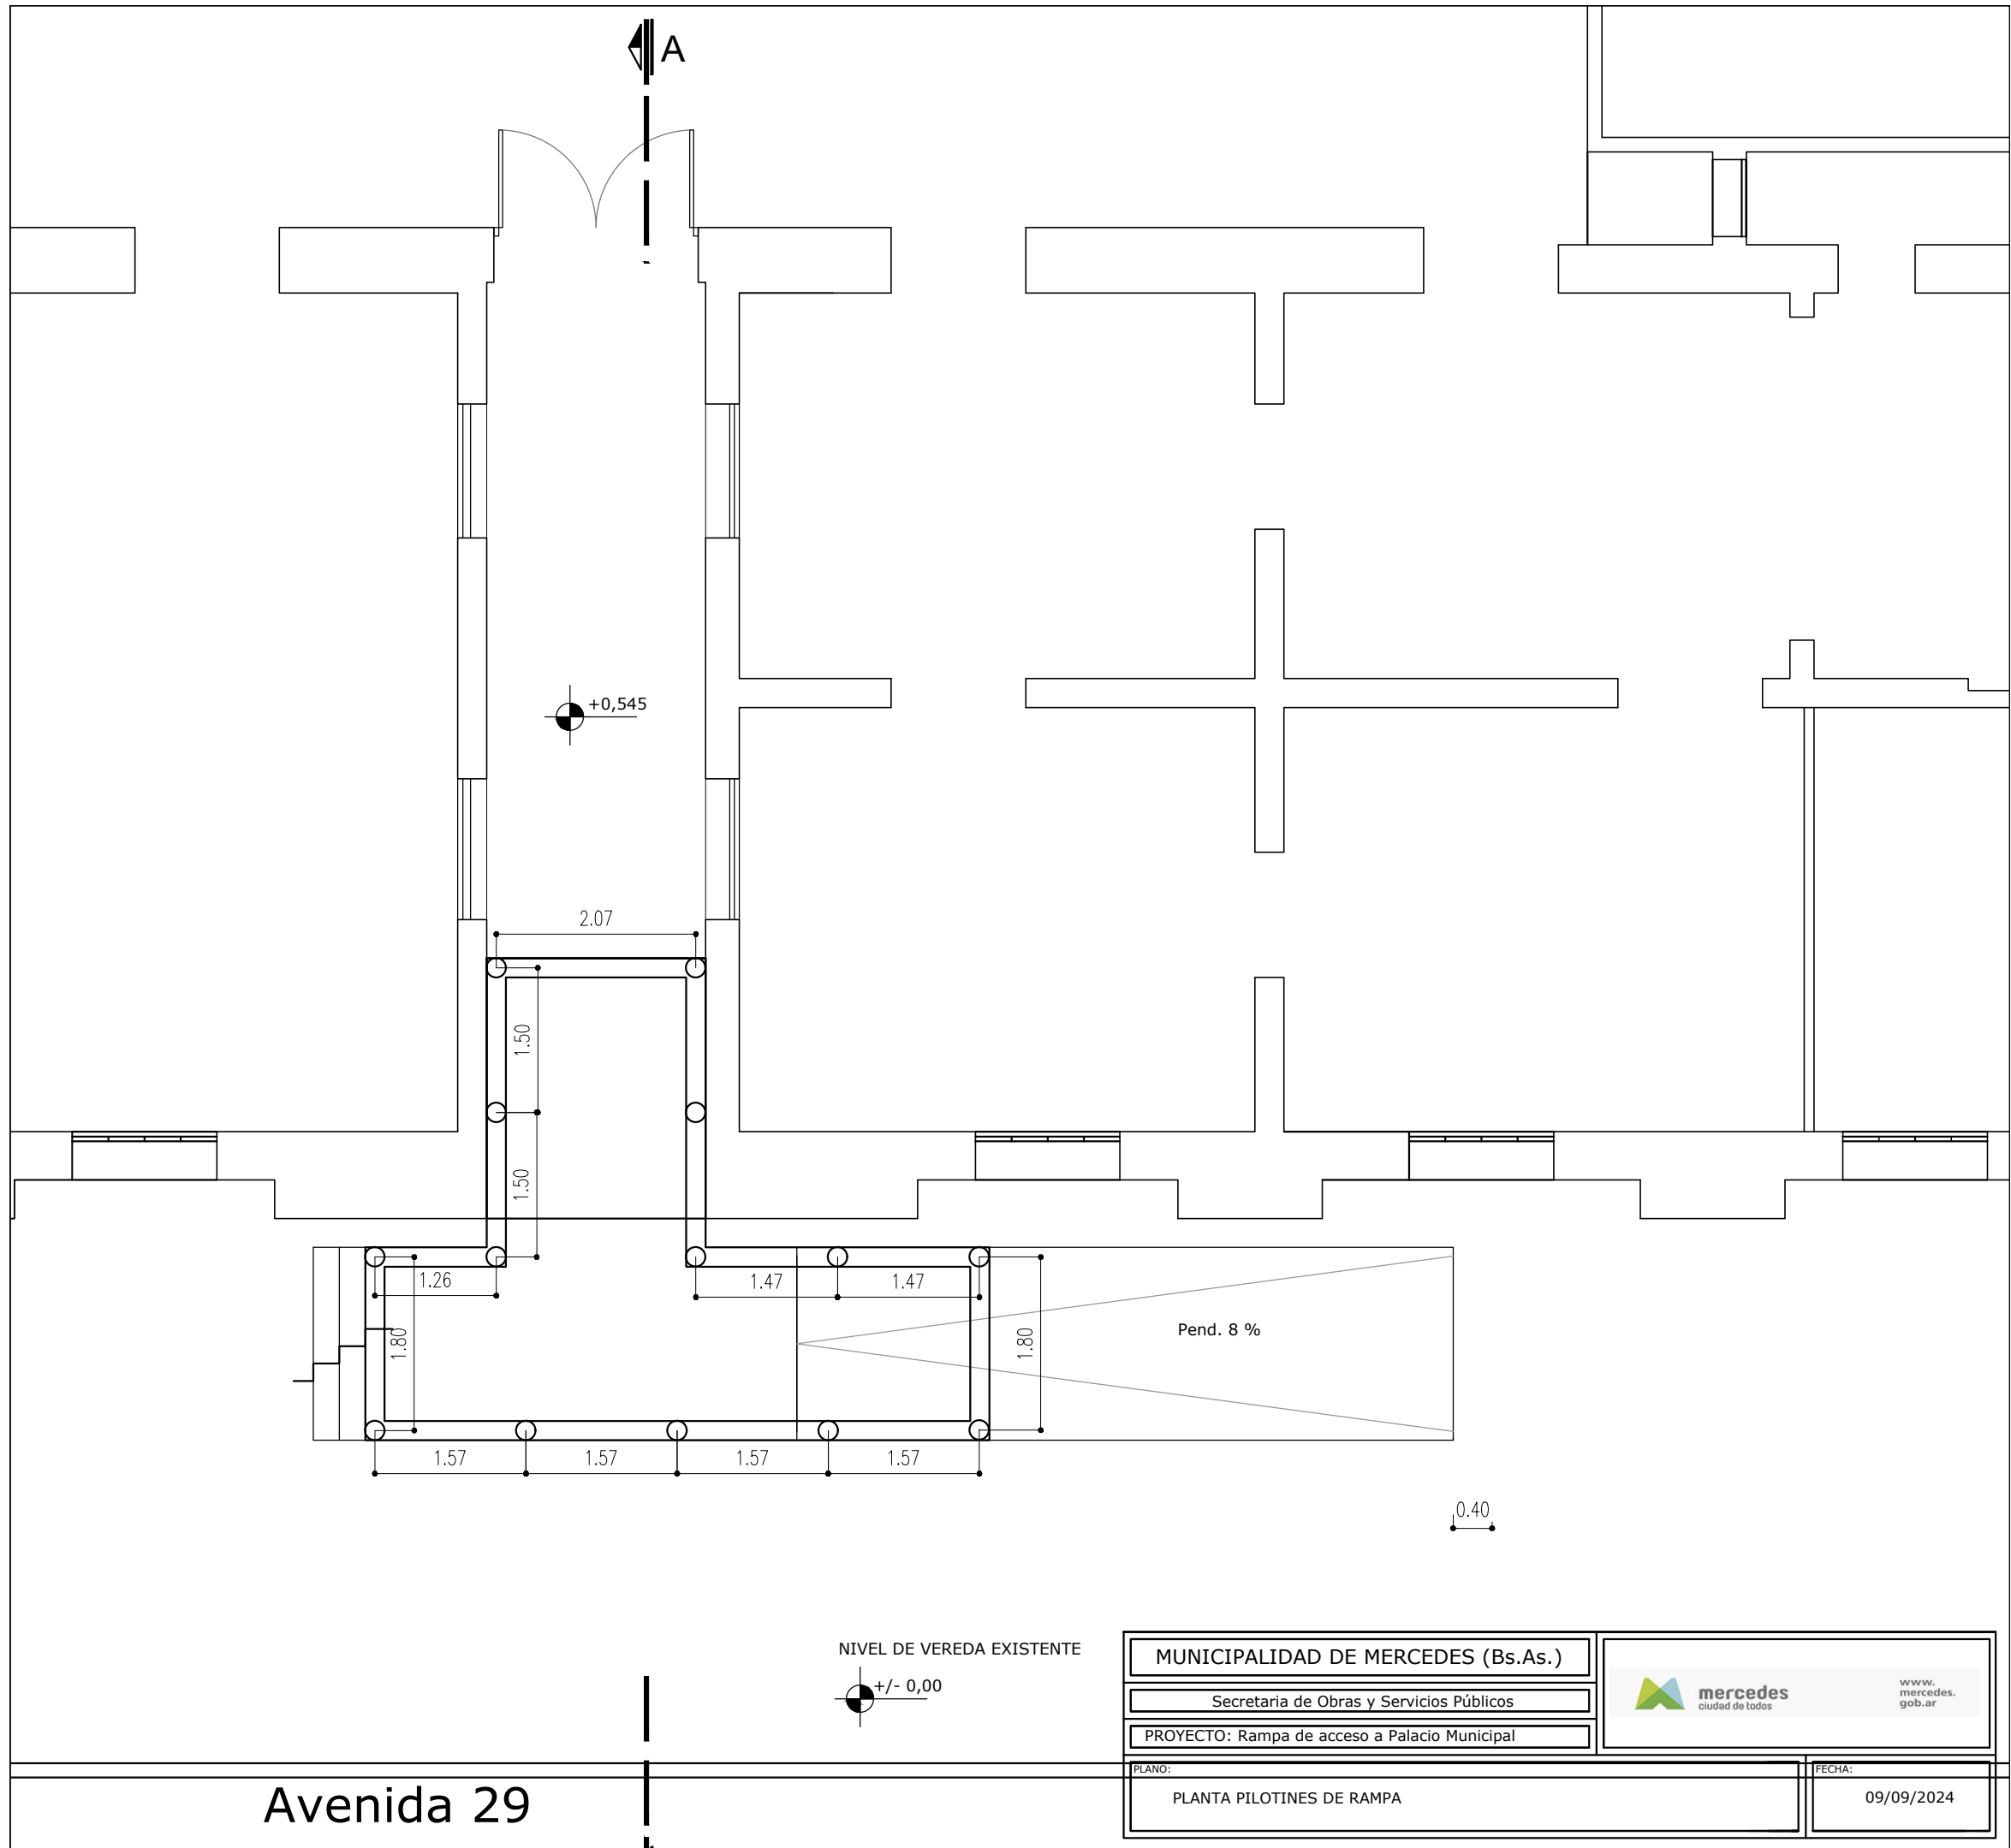 A
+0,545
2.07
1.50
1.50
1.26
1.47
1.47
1.80
1.80
Pend. 8 %
1.57
1.57
1.57
1.57
0.40
NIVEL DE VEREDA EXISTENTE
+/- 0,00
MUNICIPALIDAD DE MERCEDES (Bs.As.)
Secretaria de Obras y Servicios Públicos
PROYECTO: Rampa de acceso a Palacio Municipal
mercedes
ciudad de todos
www.
mercedes.
gob.ar
PLANO:
PLANTA PILOTINES DE RAMPA
FECHA:
09/09/2024
Avenida 29